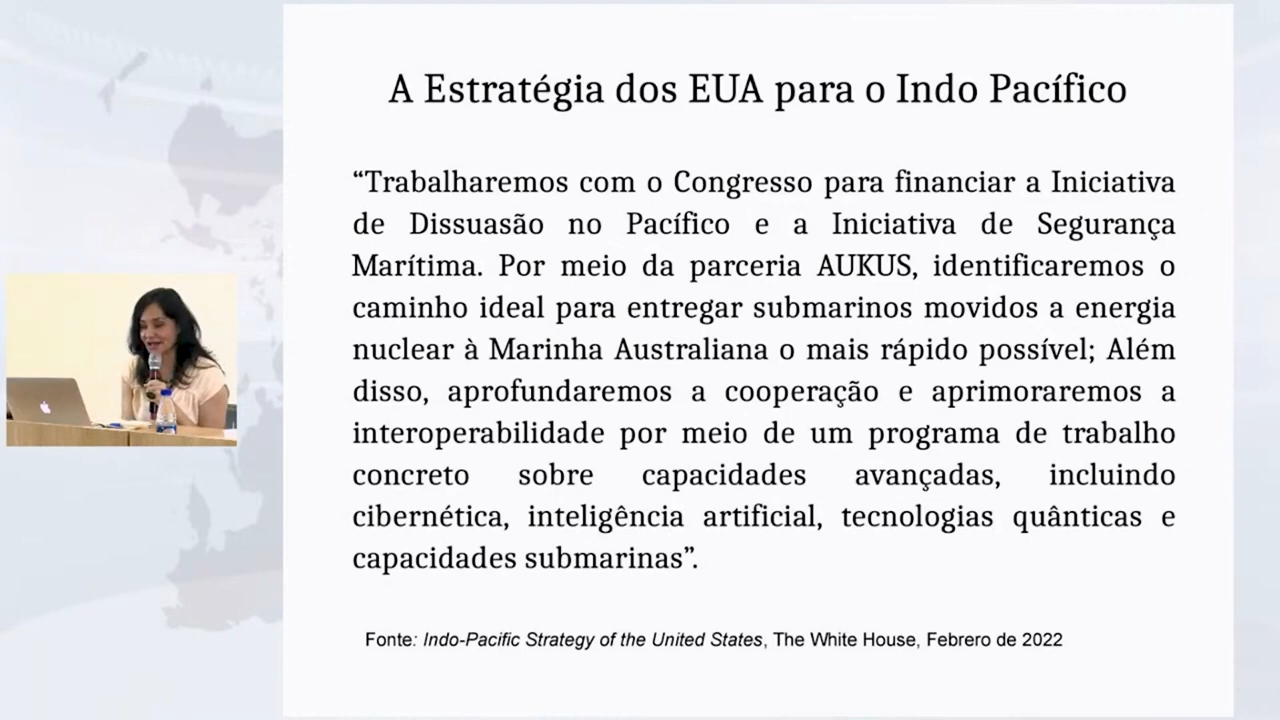 A Estratégia dos EUA para o Indo Pacífico
“Trabalharemos com o Congresso para financiar a Iniciativa
de Dissuasão no Pacífico e a Iniciativa de Segurança
Marítima. Por meio da parceria AUKUS, identificaremos o
caminho ideal para entregar submarinos movidos a energia
nuclear à Marinha Australiana o mais rápido possível; Além
disso, aprofundaremos a cooperação e aprimoraremos a
interoperabilidade por meio de um programa de trabalho
concreto sobre capacidades avançadas, incluindo
cibernética, inteligência artificial, tecnologias quânticas e
capacidades submarinas”.
Fonte: Indo-Pacific Strategy of the United States, The White House, Febrero de 2022